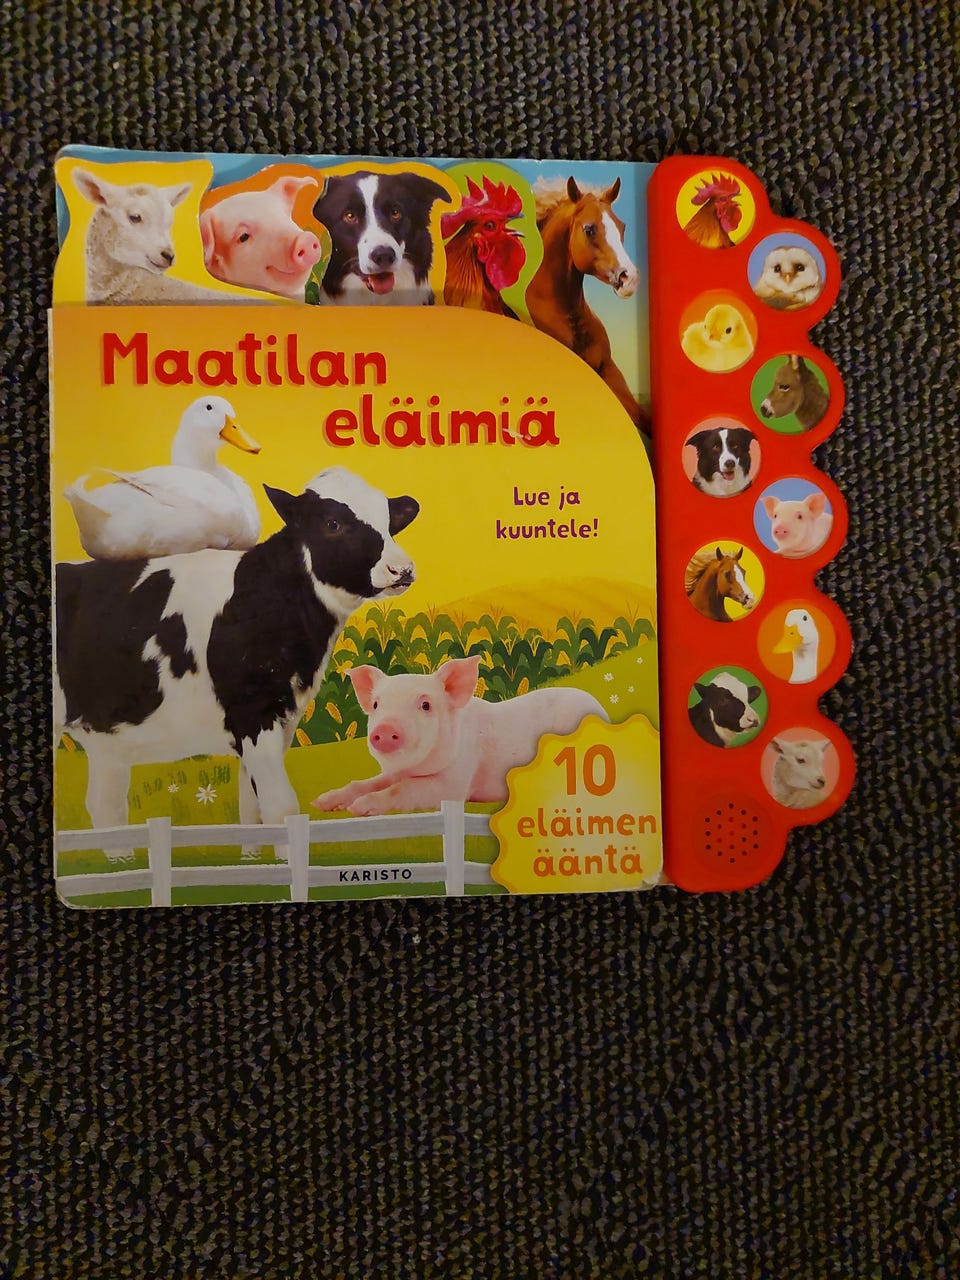 Maatilan
eläimiä
Lue ja
kuuntele!
10
eläimen
ääntä
KARISTO